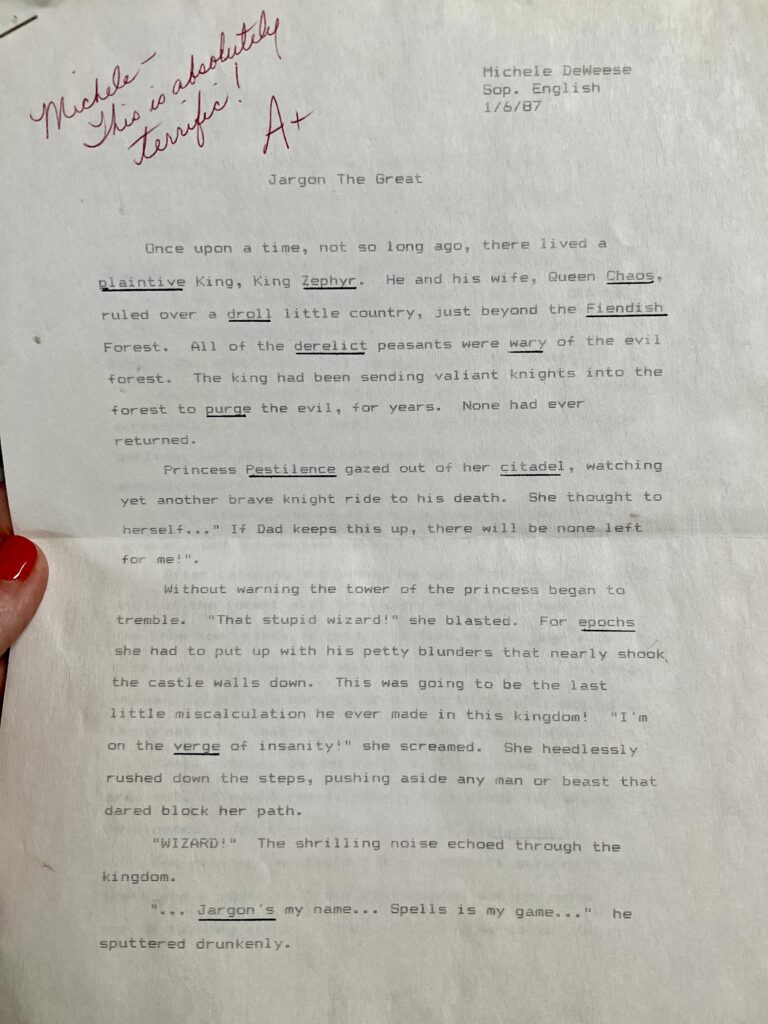 Michele -
This is absolutely
terrific!
A+
Michele DeWeese
Sop. English
1/6/87
Jargon The Great
Once upon a time, not so long ago, there lived a
plaintive King, King Zephyr. He and his wife, Queen Chaos,
ruled over a droll little country, just beyond the Fiendish
Forest. All of the derelict peasants were wary of the evil
forest. The king had been sending valiant knights into the
forest to purge the evil, for years. None had ever
returned.
Princess Pestilence gazed out of her citadel, watching
yet another brave knight ride to his death. She thought to
herself..." If Dad keeps this up, there will be none left
for me!".
Without warning the tower of the princess began to
tremble. "That stupid wizard!" she blasted. For epochs
she had to put up with his petty blunders that nearly shook
the castle walls down. This was going to be the last
little miscalculation he ever made in this kingdom! "I'm
on the verge of insanity!" she screamed. She heedlessly
rushed down the steps, pushing aside any man or beast that
dared block her path.
"WIZARD!" The shrilling noise echoed through the
kingdom.
"... Jargon's my name... Spells is my game..." he
sputtered drunkenly.